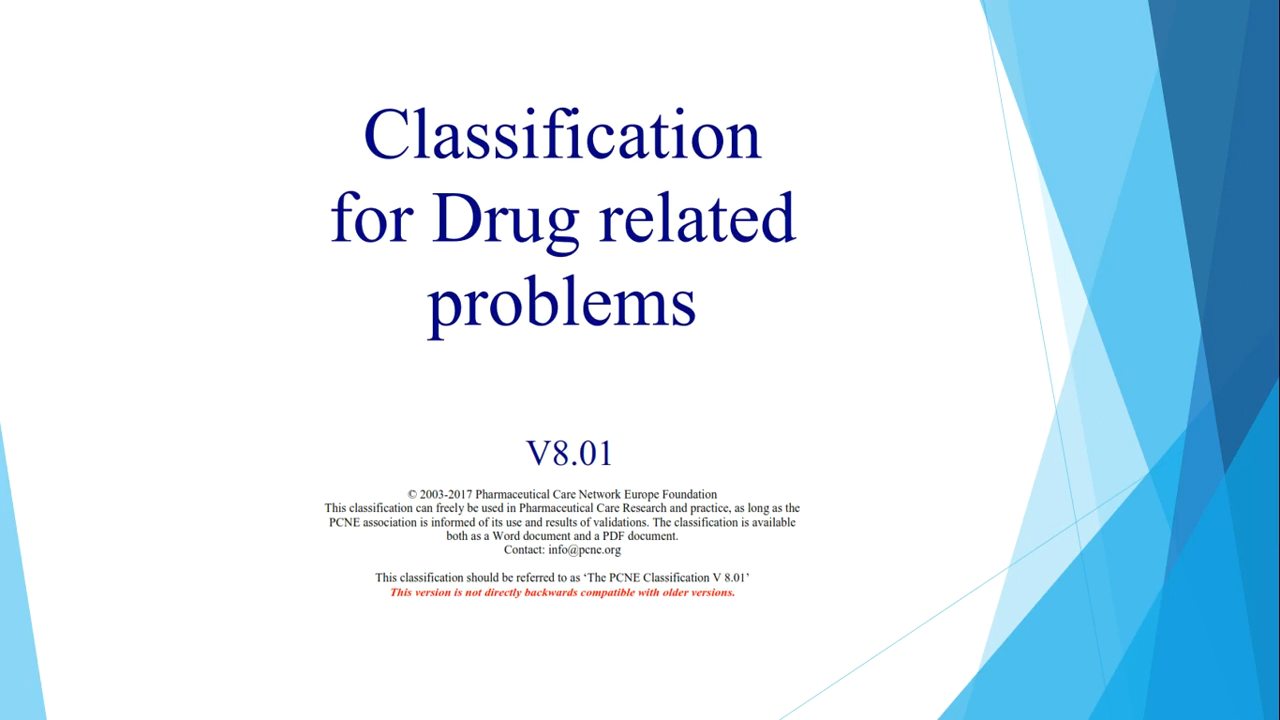 Classification
for Drug related
problems
V8.01
© 2003-2017 Pharmaceutical Care Network Europe Foundation
This classification can freely be used in Pharmaceutical Care Research and practice, as long as the
PCNE association is informed of its use and results of validations. The classification is available
both as a Word document and a PDF document.
Contact: info@pcne.org
This classification should be referred to as ‘The PCNE Classification V 8.01’
This version is not directly backwards compatible with older versions.